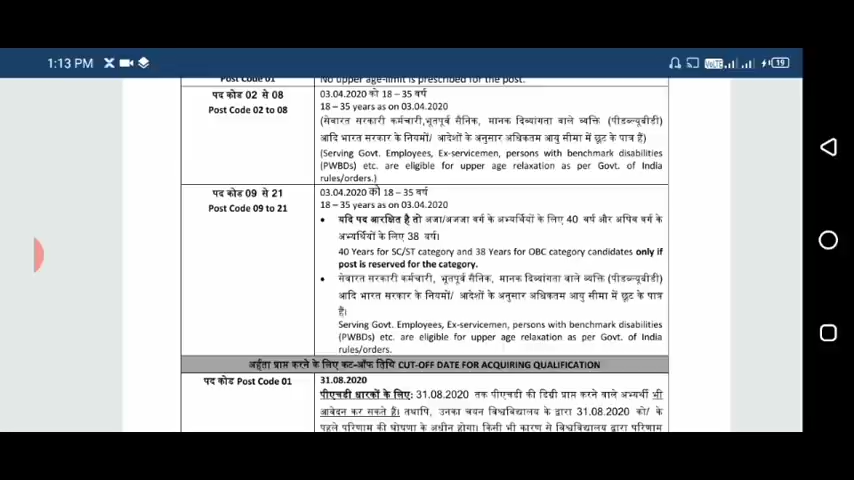 1:13 PM
VoLTE
19
Post Code 01
No upper age-limit is prescribed for the post.
पद कोड 02 से 08
Post Code 02 to 08
03.04.2020 को 18 – 35 वर्ष
18 – 35 years as on 03.04.2020
(सेवारत सरकारी कर्मचारी,भूतपूर्व सैनिक, मानक दिव्यांगता वाले व्यक्ति (पीडब्ल्यूबीडी)
आदि भारत सरकार के नियमों/ आदेशों के अनुसार अधिकतम आयु सीमा में छूट के पात्र हैं)
(Serving Govt. Employees, Ex-servicemen, persons with benchmark disabilities
(PWBDs) etc. are eligible for upper age relaxation as per Govt. of India
rules/orders.)
पद कोड 09 से 21
Post Code 09 to 21
03.04.2020 को 18 – 35 वर्ष
18 – 35 years as on 03.04.2020
• यदि पद आरक्षित है तो अजा/अजजा वर्ग के अभ्यर्थियों के लिए 40 वर्ष और अपिव वर्ग के
अभ्यर्थियों के लिए 38 वर्ष।
40 Years for SC/ST category and 38 Years for OBC category candidates only if
post is reserved for the category.
• सेवारत सरकारी कर्मचारी, भूतपूर्व सैनिक, मानक दिव्यांगता वाले व्यक्ति (पीडब्ल्यूबीडी)
आदि भारत सरकार के नियमों/ आदेशों के अनुसार अधिकतम आयु सीमा में छूट के पात्र
हैं।
Serving Govt. Employees, Ex-servicemen, persons with benchmark disabilities
(PWBDs) etc. are eligible for upper age relaxation as per Govt. of India
rules/orders.
अर्हता प्राप्त करने के लिए कट-ऑफ तिथि CUT-OFF DATE FOR ACQUIRING QUALIFICATION
पद कोड Post Code 01
31.08.2020
पीएचडी धारकों के लिए: 31.08.2020 तक पीएचडी की डिग्री प्राप्त करने वाले अभ्यर्थी भी
आवेदन कर सकते हैं। तथापि, उनका चयन विश्वविद्यालय के द्वारा 31.08.2020 को/ के
पहले परिणाम की घोषणा के अधीन होगा। किसी भी कारण से विश्वविद्यालय द्वारा परिणाम